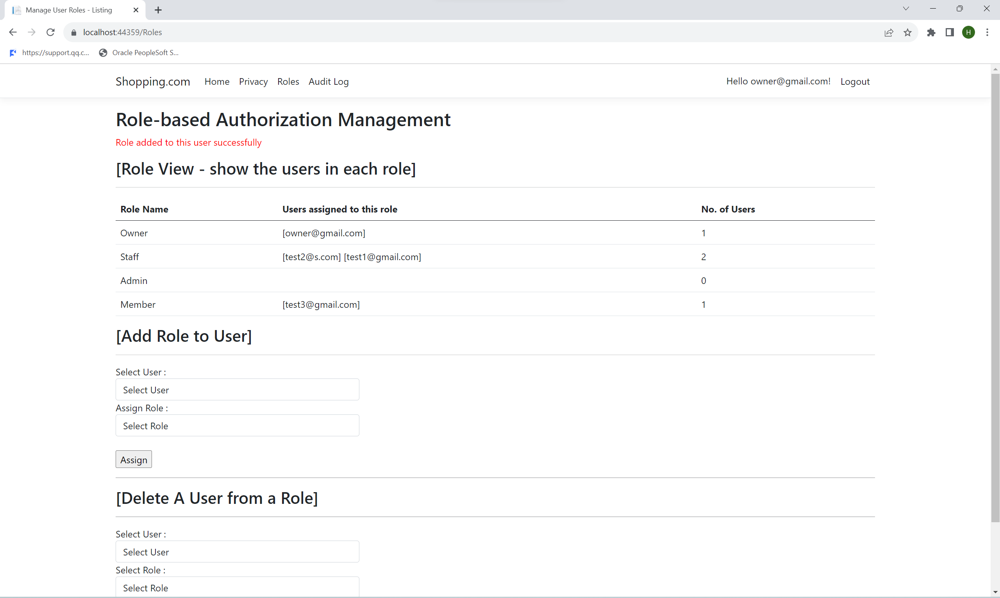 Manage User Roles - Listing
localhost:44359/Roles
H
https://support.qq.c...
Oracle PeopleSoft S...
Shopping.com Home Privacy Roles Audit Log Hello owner@gmail.com! Logout
Role-based Authorization Management
Role added to this user successfully
[Role View - show the users in each role]
Role Name Users assigned to this role No. of Users
Owner [owner@gmail.com] 1
Staff [test2@s.com] [test1@gmail.com] 2
Admin 0
Member [test3@gmail.com] 1
[Add Role to User]
Select User :
Select User
Assign Role :
Select Role
Assign
[Delete A User from a Role]
Select User :
Select User
Select Role :
Select Role